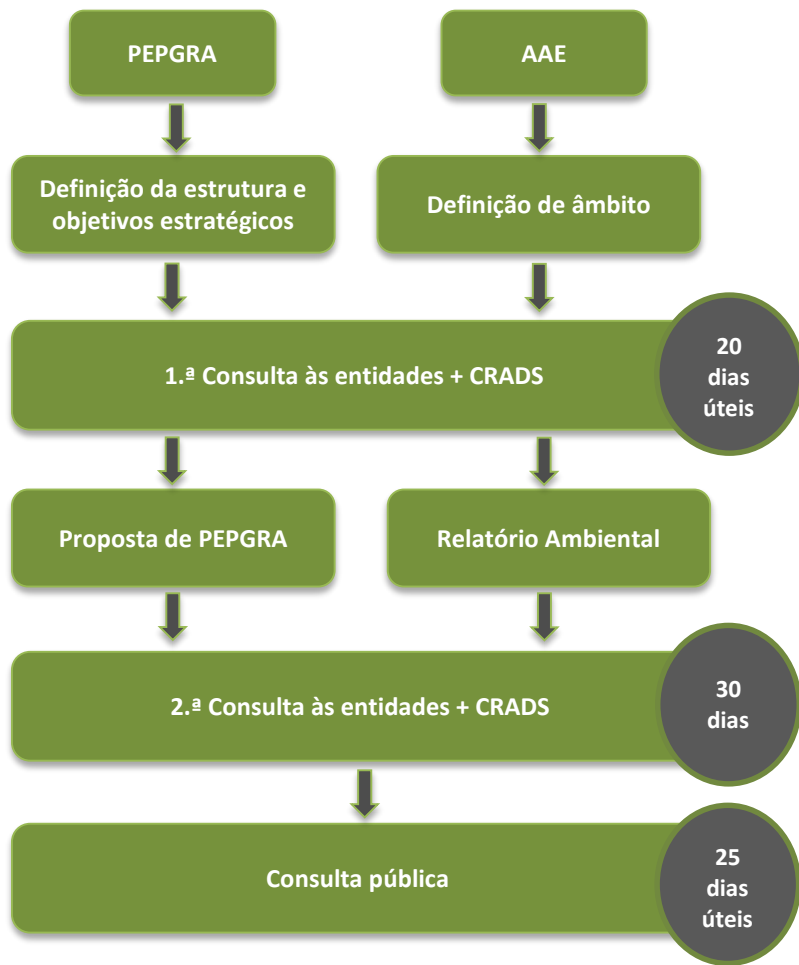 PEPGRA
AAE
Definição da estrutura e
objetivos estratégicos
Definição de âmbito
1.ª Consulta às entidades + CRADS
20
dias
úteis
Proposta de PEPGRA
Relatório Ambiental
2.ª Consulta às entidades + CRADS
30
dias
Consulta pública
25
dias
úteis